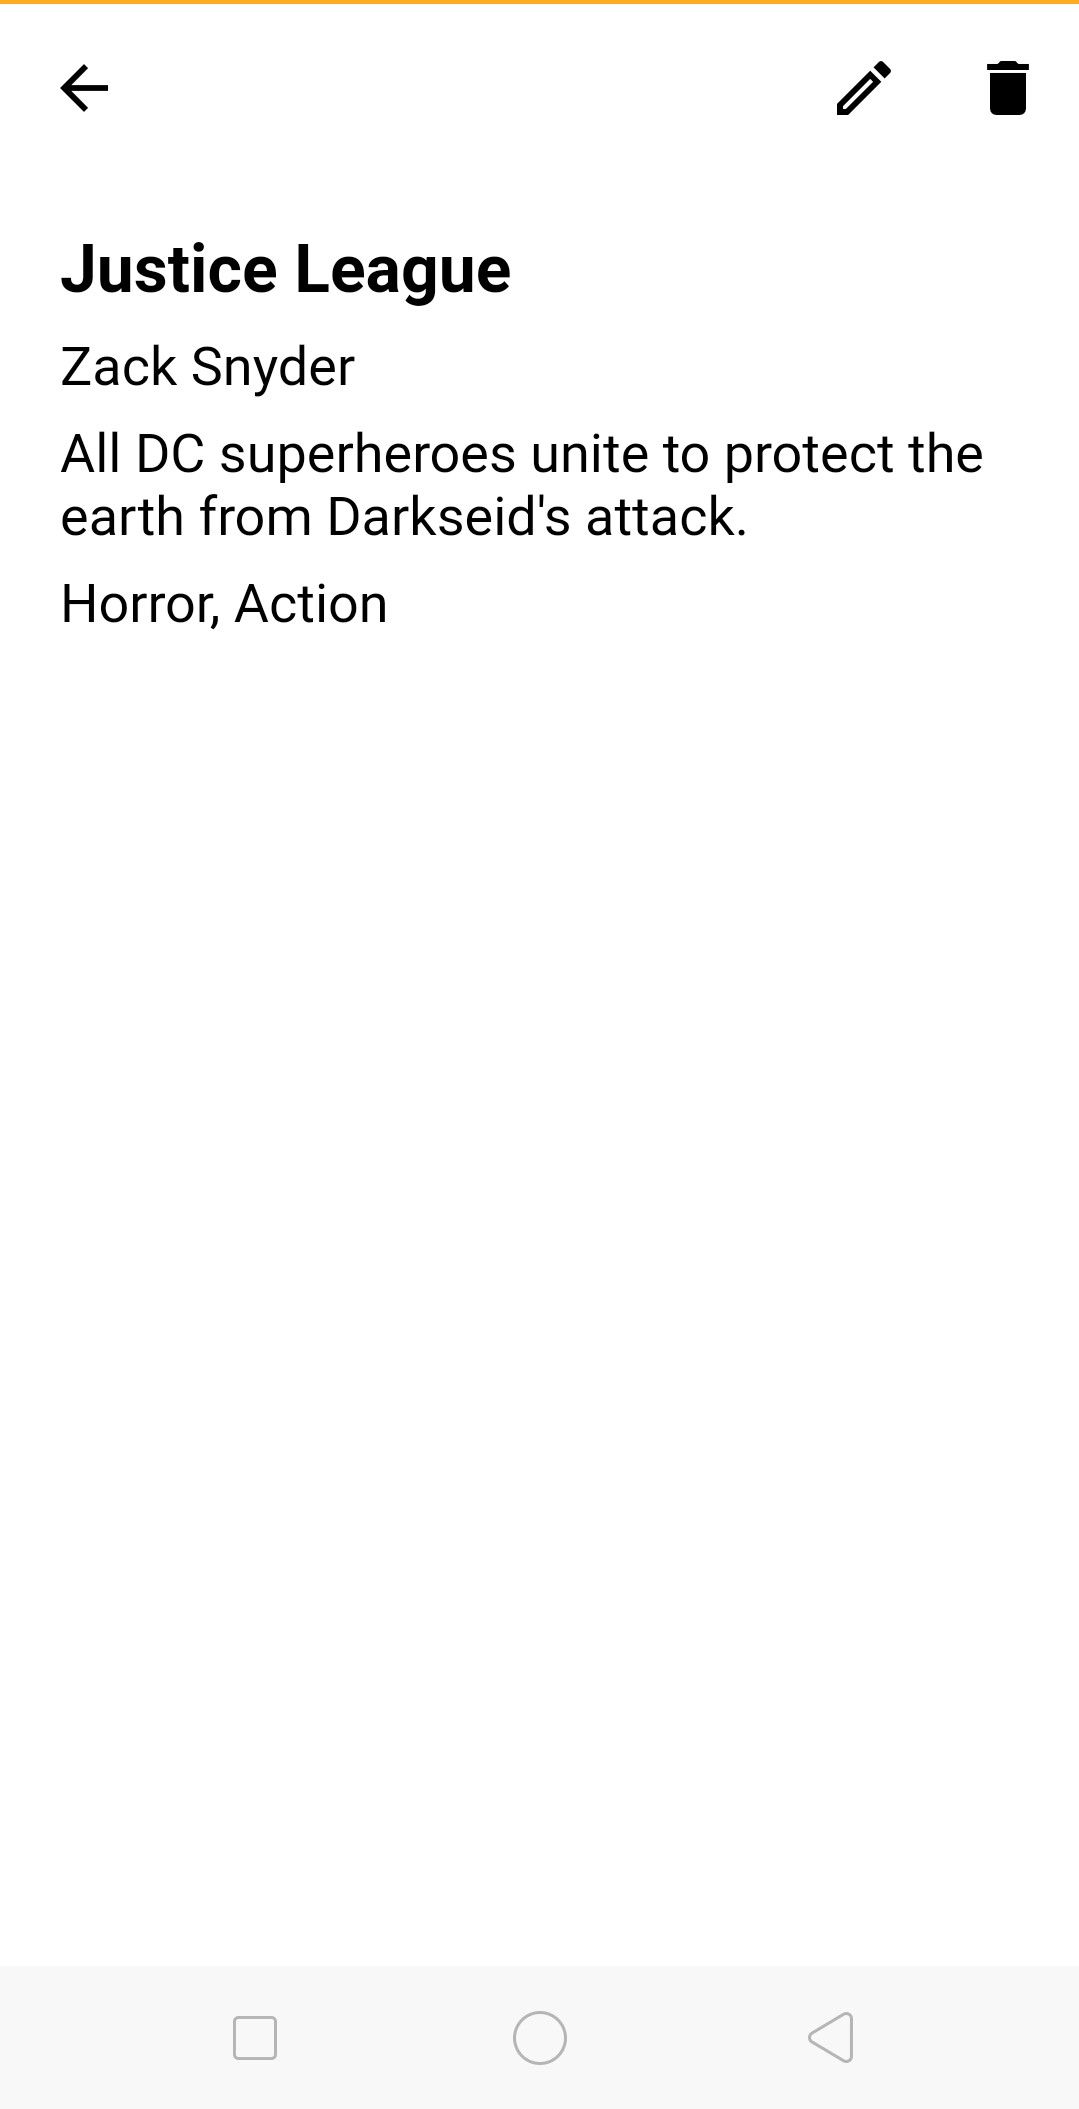 Justice League
Zack Snyder
All DC superheroes unite to protect the
earth from Darkseid's attack.
Horror, Action